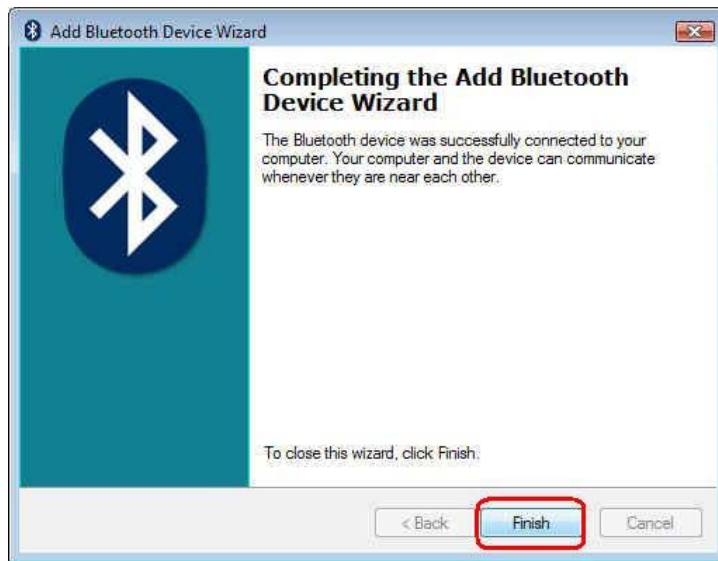 Add Bluetooth Device Wizard
Completing the Add Bluetooth
Device Wizard
The Bluetooth device was successfully connected to your
computer. Your computer and the device can communicate
whenever they are near each other.
To close this wizard, click Finish.
< Back Finish Cancel